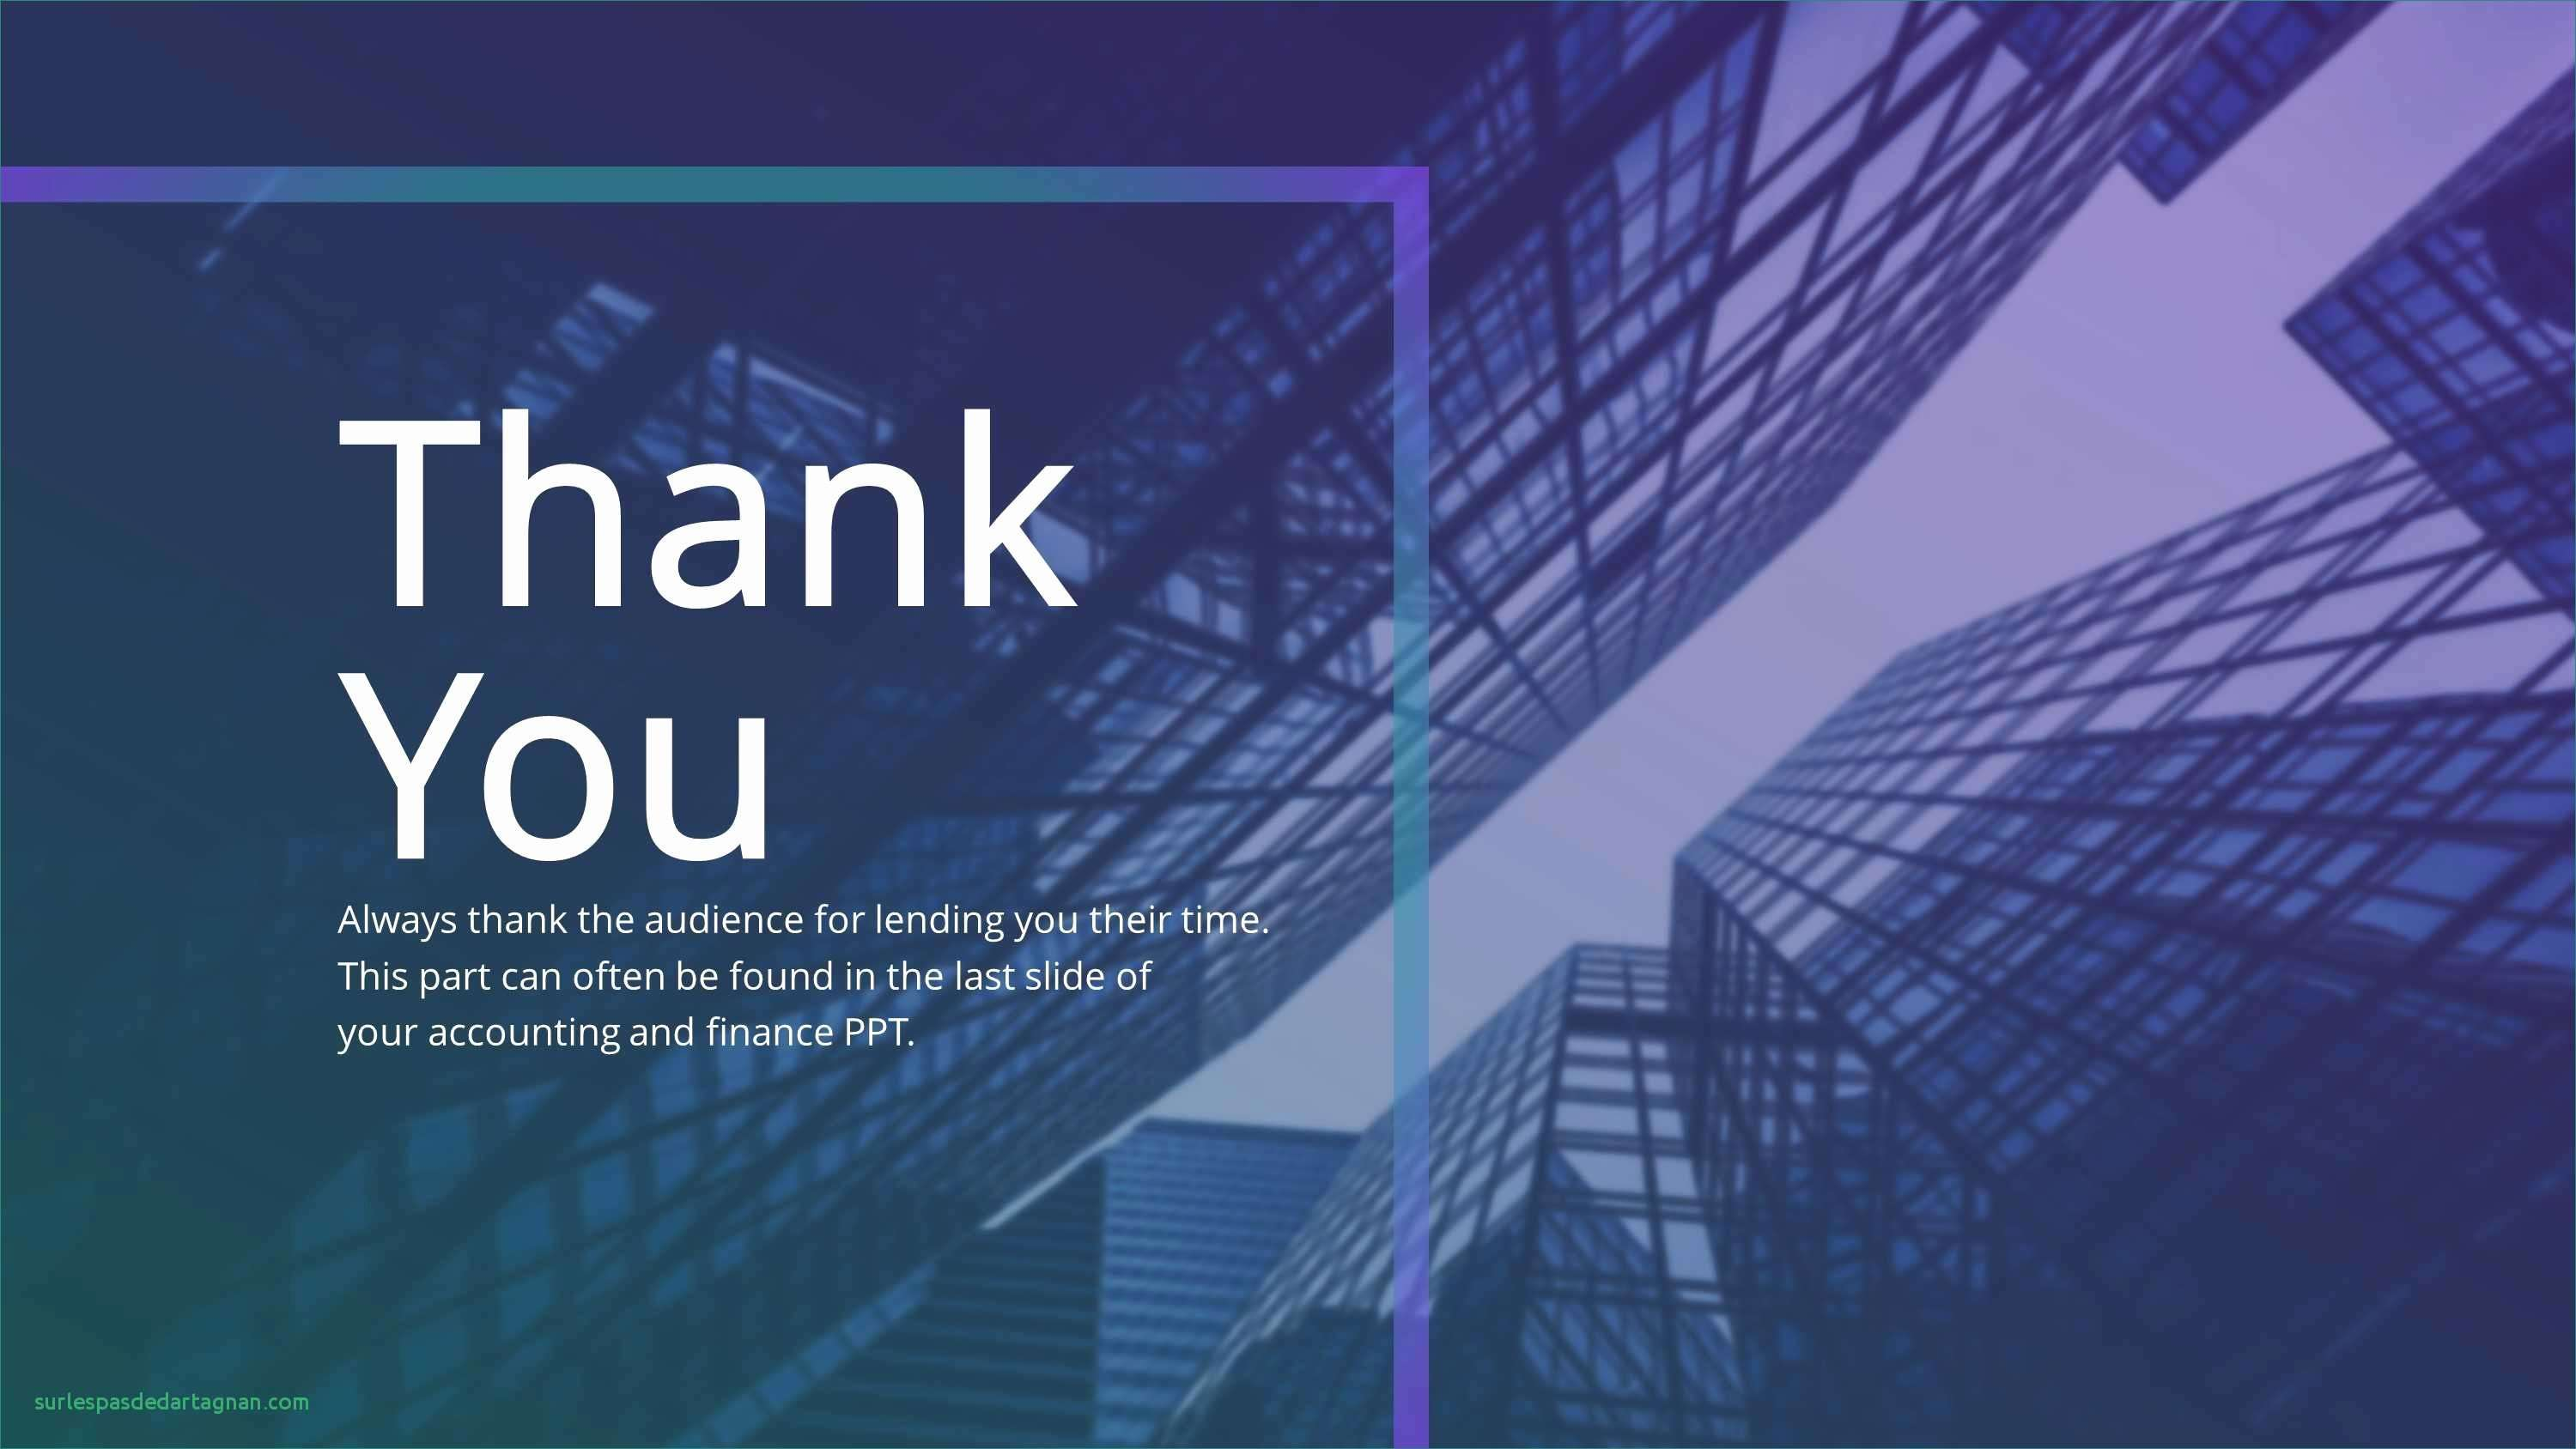 Thank
You
Always thank the audience for lending you their time.
This part can often be found in the last slide of
your accounting and finance PPT.
surlespasdedartagnan.com